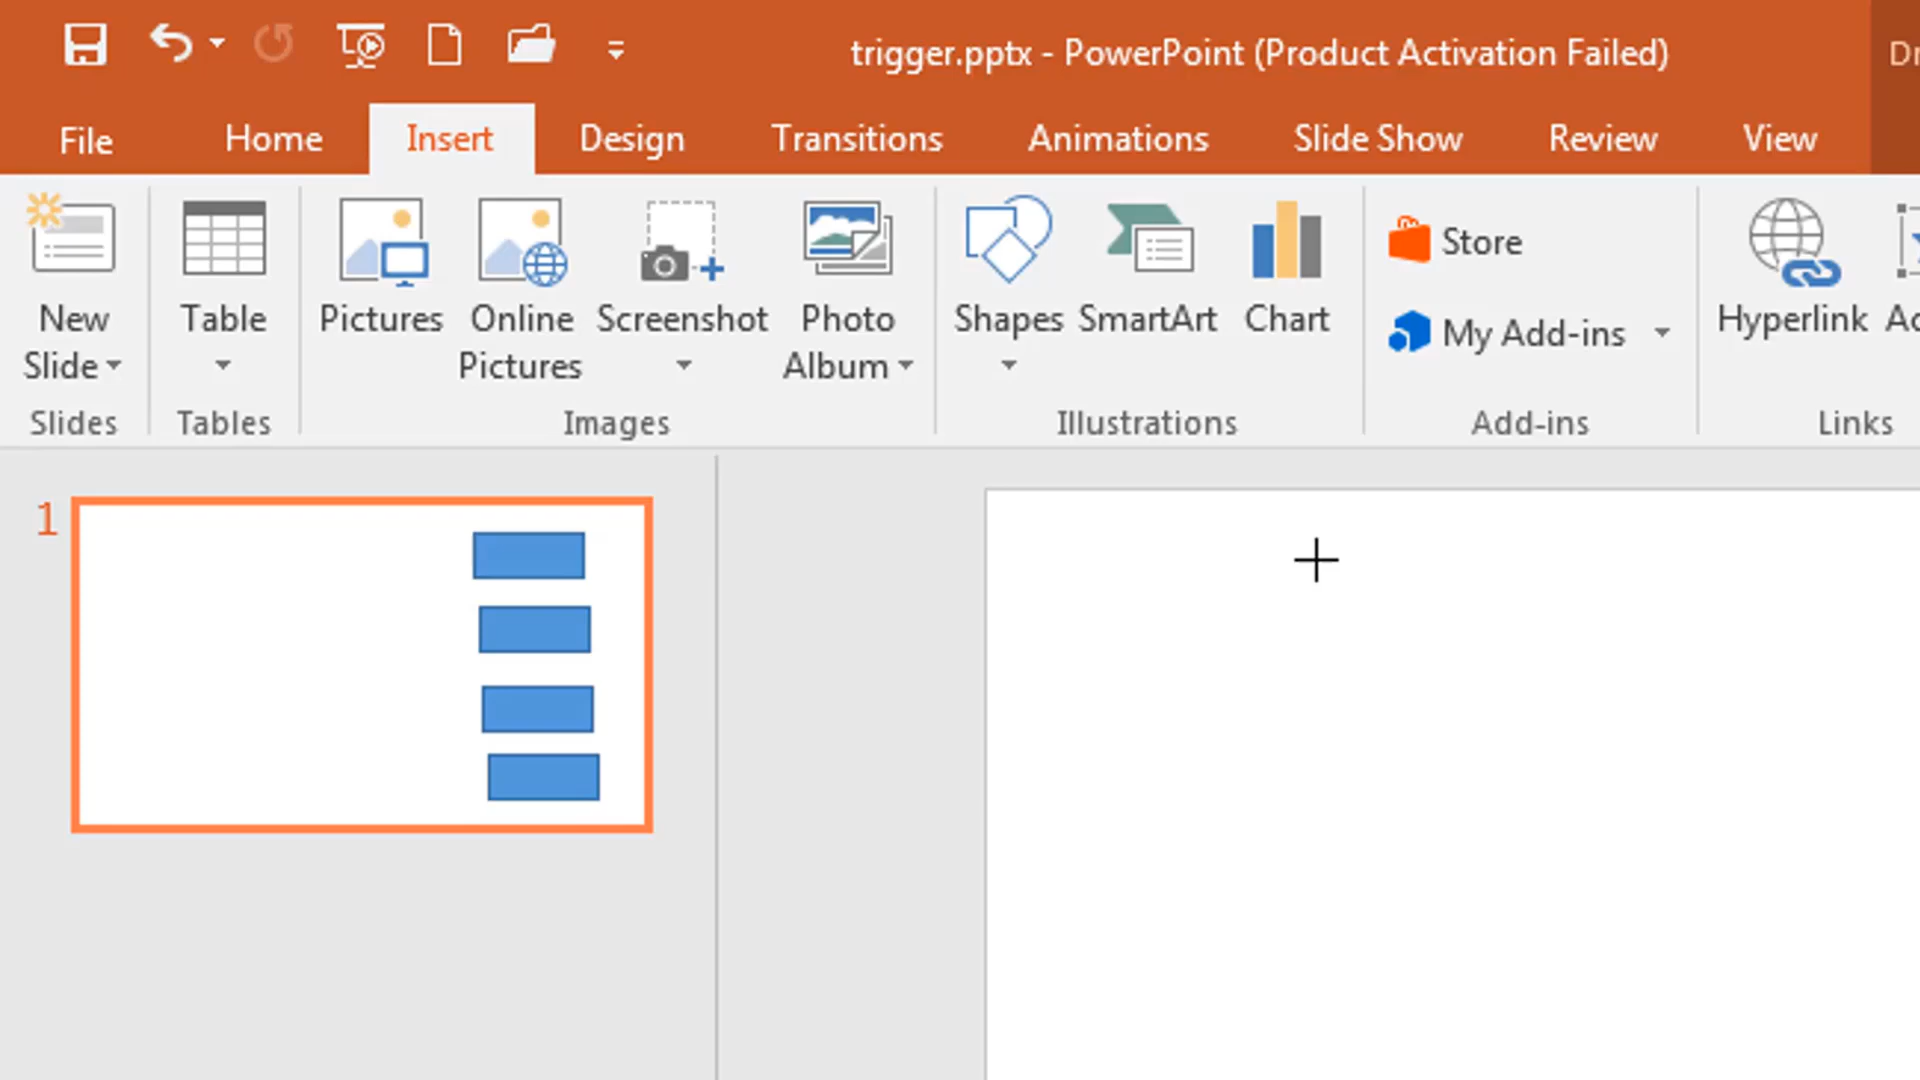 trigger.pptx - PowerPoint (Product Activation Failed)
File Home Insert Design Transitions Animations Slide Show Review View
New Slide
Table
Pictures
Online Pictures
Screenshot
Photo Album
Shapes
SmartArt
Chart
Store
My Add-ins
Hyperlink
Slides Tables Images Illustrations Add-ins Links
1